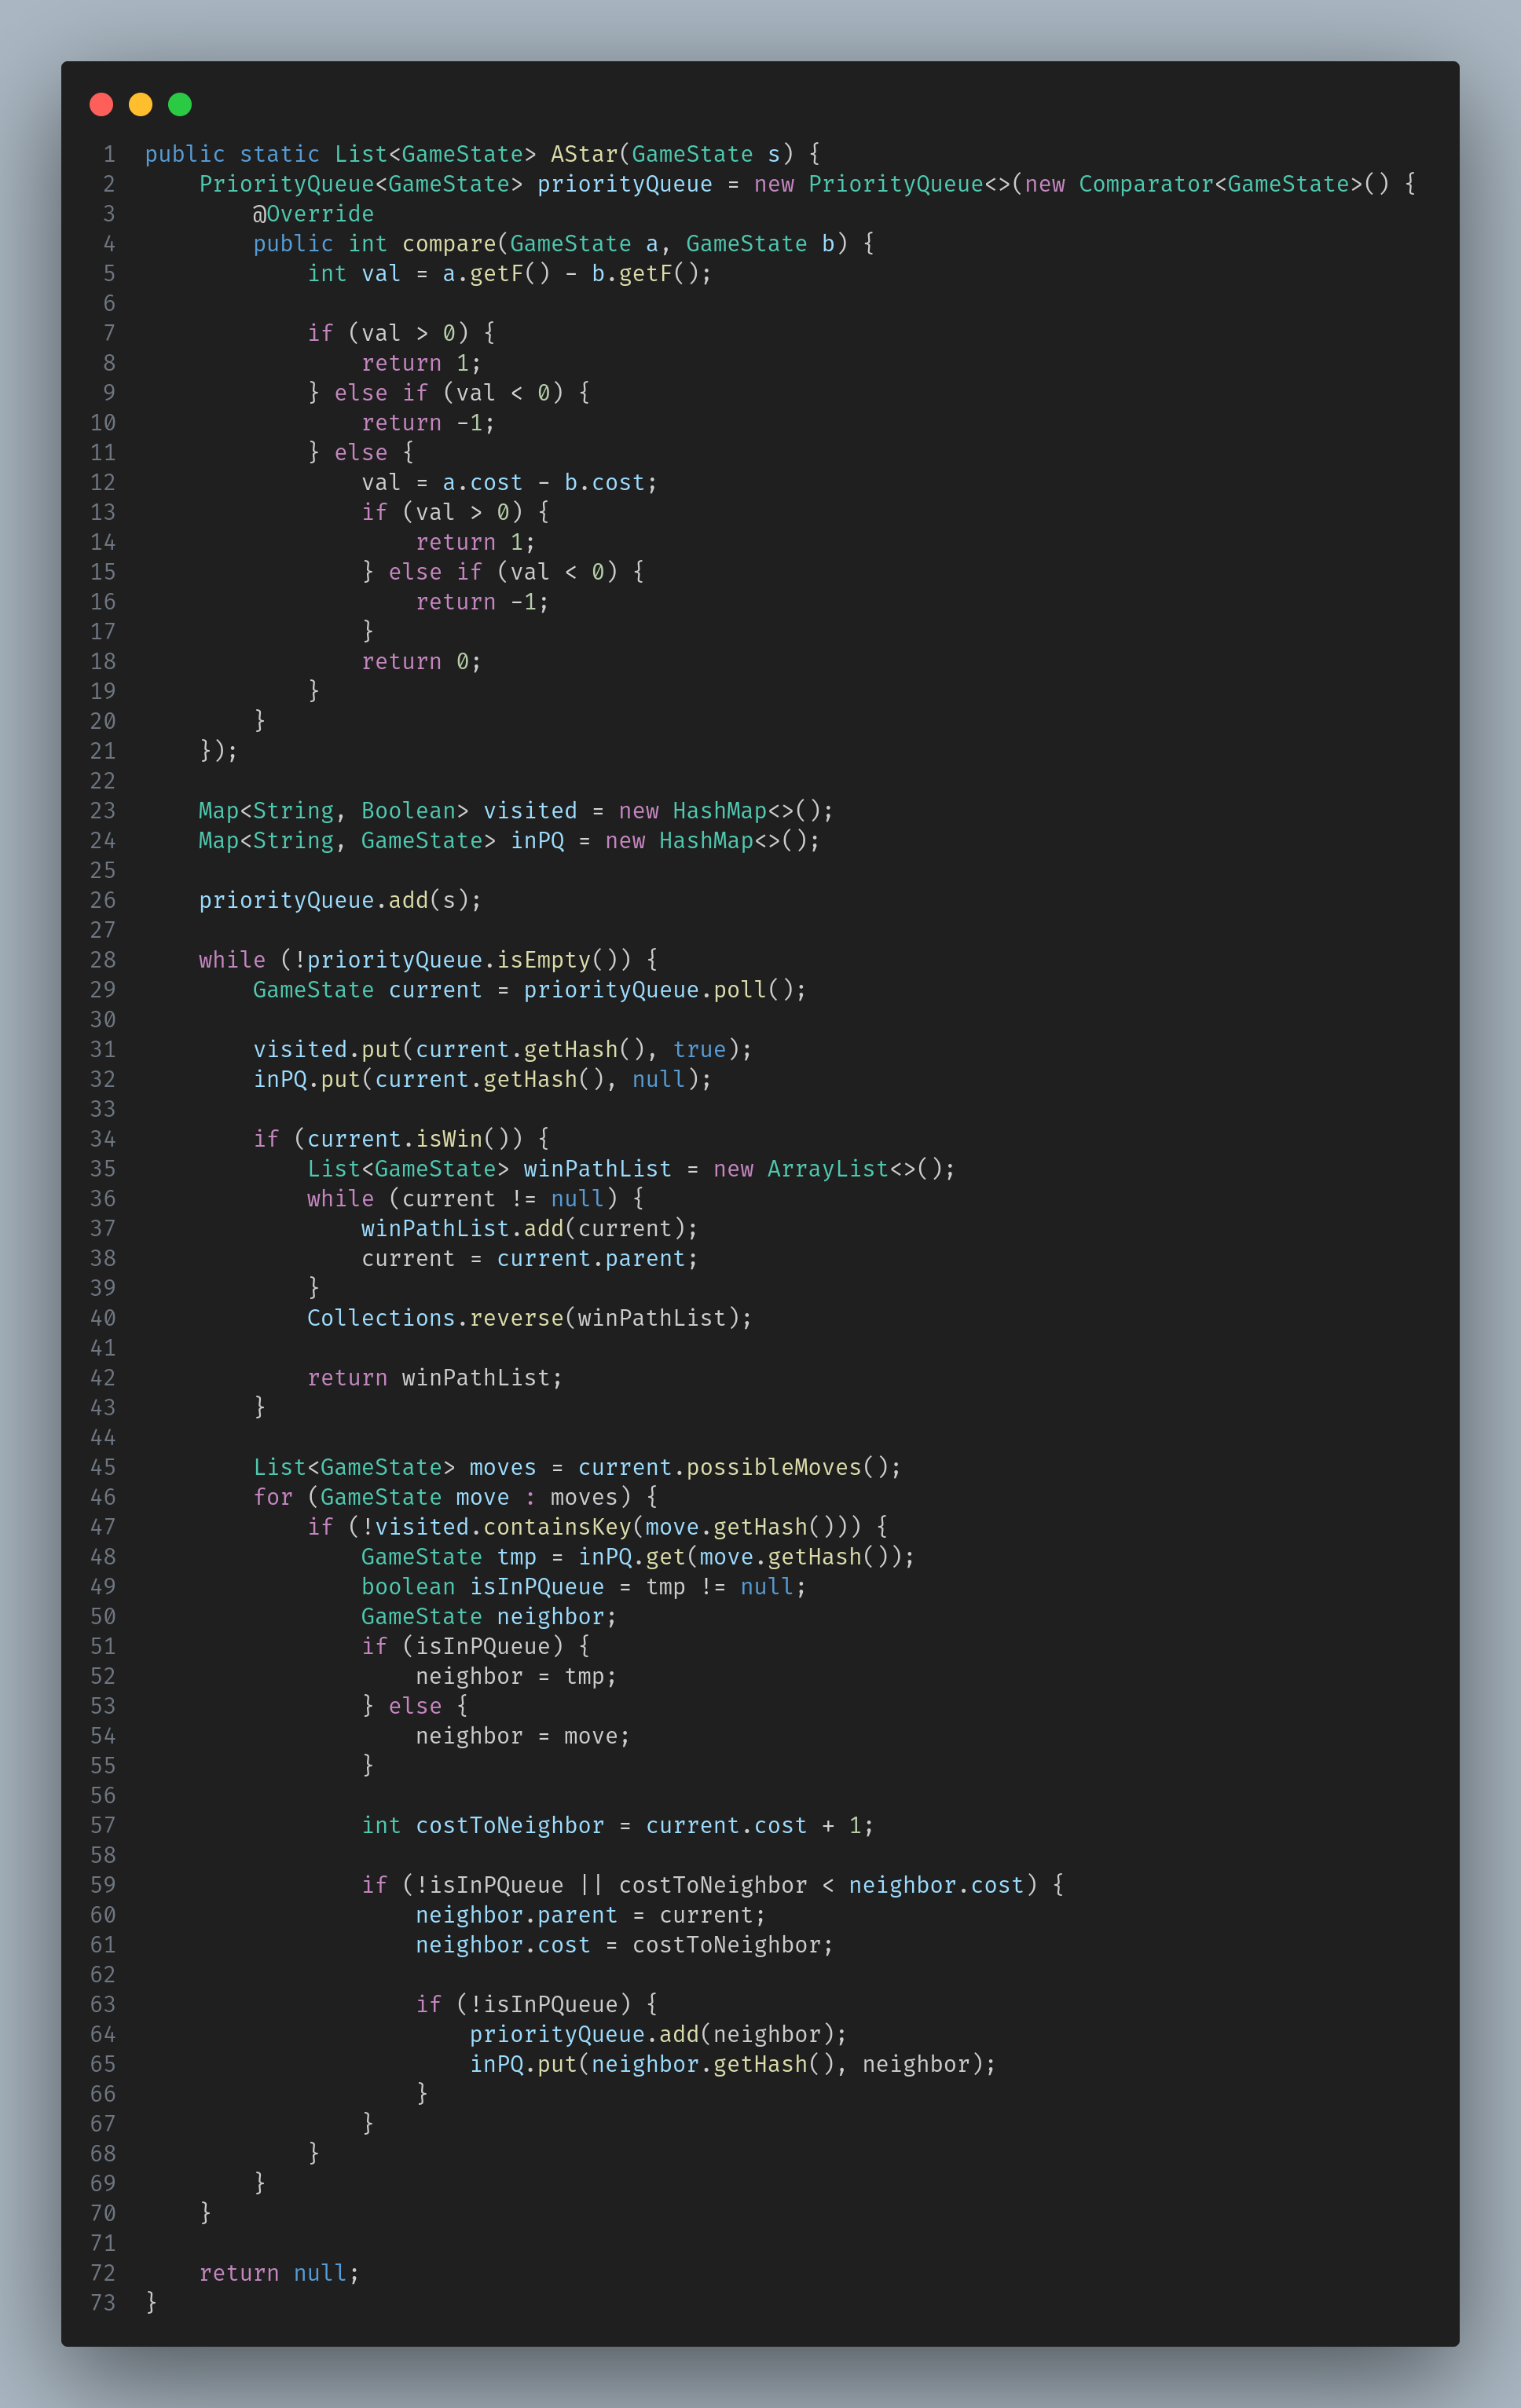 1 public static List<GameState> AStar(GameState s) {
2     PriorityQueue<GameState> priorityQueue = new PriorityQueue<>(new Comparator<GameState>() {
3         @Override
4         public int compare(GameState a, GameState b) {
5             int val = a.getF() - b.getF();
6
7             if (val > 0) {
8                 return 1;
9             } else if (val < 0) {
10                 return -1;
11             } else {
12                 val = a.cost - b.cost;
13                 if (val > 0) {
14                     return 1;
15                 } else if (val < 0) {
16                     return -1;
17                 }
18                 return 0;
19             }
20         }
21     });
22
23     Map<String, Boolean> visited = new HashMap<>();
24     Map<String, GameState> inPQ = new HashMap<>();
25
26     priorityQueue.add(s);
27
28     while (!priorityQueue.isEmpty()) {
29         GameState current = priorityQueue.poll();
30
31         visited.put(current.getHash(), true);
32         inPQ.put(current.getHash(), null);
33
34         if (current.isWin()) {
35             List<GameState> winPathList = new ArrayList<>();
36             while (current != null) {
37                 winPathList.add(current);
38                 current = current.parent;
39             }
40             Collections.reverse(winPathList);
41
42             return winPathList;
43         }
44
45         List<GameState> moves = current.possibleMoves();
46         for (GameState move : moves) {
47             if (!visited.containsKey(move.getHash())) {
48                 GameState tmp = inPQ.get(move.getHash());
49                 boolean isInPQueue = tmp != null;
50                 GameState neighbor;
51                 if (isInPQueue) {
52                     neighbor = tmp;
53                 } else {
54                     neighbor = move;
55                 }
56
57                 int costToNeighbor = current.cost + 1;
58
59                 if (!isInPQueue || costToNeighbor < neighbor.cost) {
60                     neighbor.parent = current;
61                     neighbor.cost = costToNeighbor;
62
63                     if (!isInPQueue) {
64                         priorityQueue.add(neighbor);
65                         inPQ.put(neighbor.getHash(), neighbor);
66                     }
67                 }
68             }
69         }
70     }
71
72     return null;
73 }